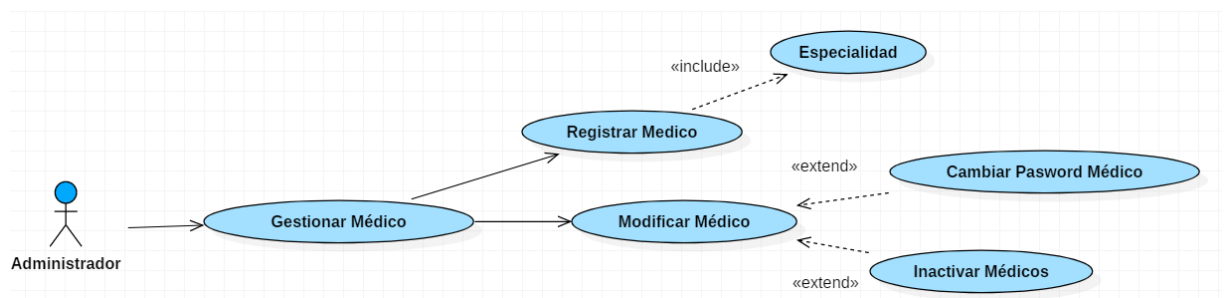 Especialidad
«include»
Registrar Medico
«extend»
Cambiar Pasword Médico
Gestionar Médico
Modificar Médico
Administrador
Inactivar Médicos
«extend»